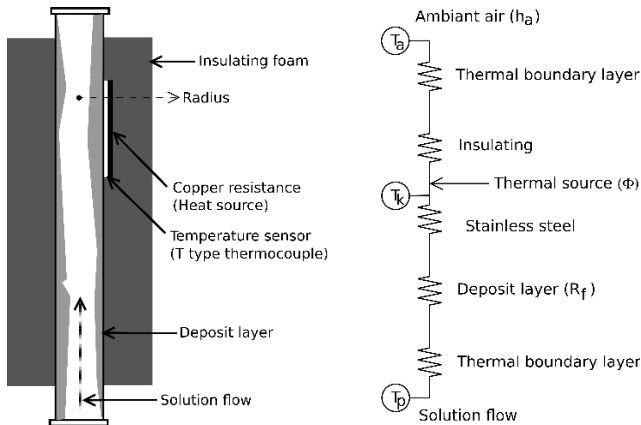 Insulating foam
Radius
Copper resistance
(Heat source)
Temperature sensor
(T type thermocouple)
Deposit layer
Solution flow
Ambiant air (ha)
Ta
Thermal boundary layer
Insulating
Thermal source (Φ)
Tk
Stainless steel
Deposit layer (Rf)
Thermal boundary layer
Tp
Solution flow